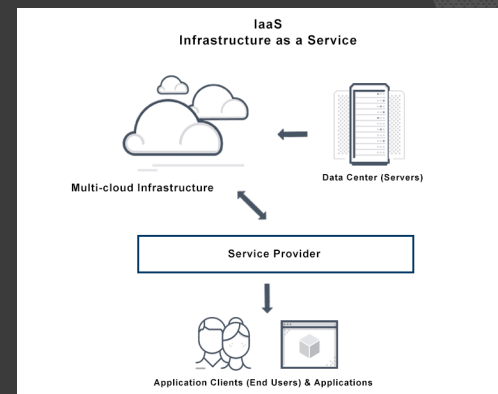 IaaS
Infrastructure as a Service
Data Center (Servers)
Multi-cloud Infrastructure
Service Provider
Application Clients (End Users) & Applications